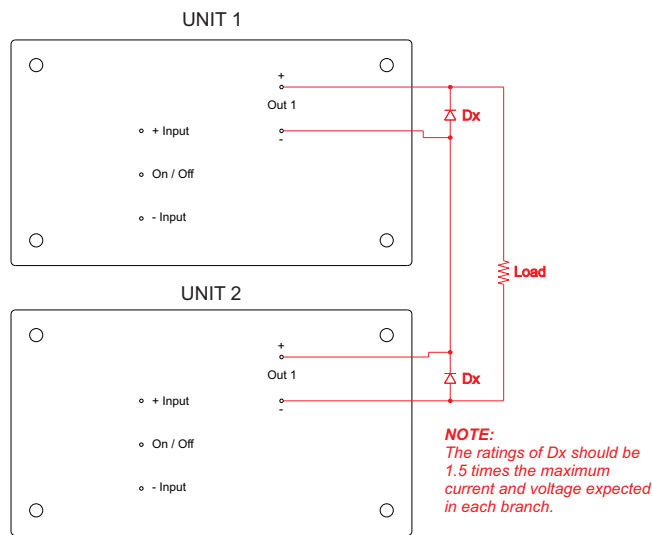 UNIT 1
+
Out 1
Dx
+ Input
-
On / Off
- Input
Load
UNIT 2
+
Out 1
Dx
+ Input
-
On / Off
- Input
NOTE:
The ratings of Dx should be
1.5 times the maximum
current and voltage expected
in each branch.